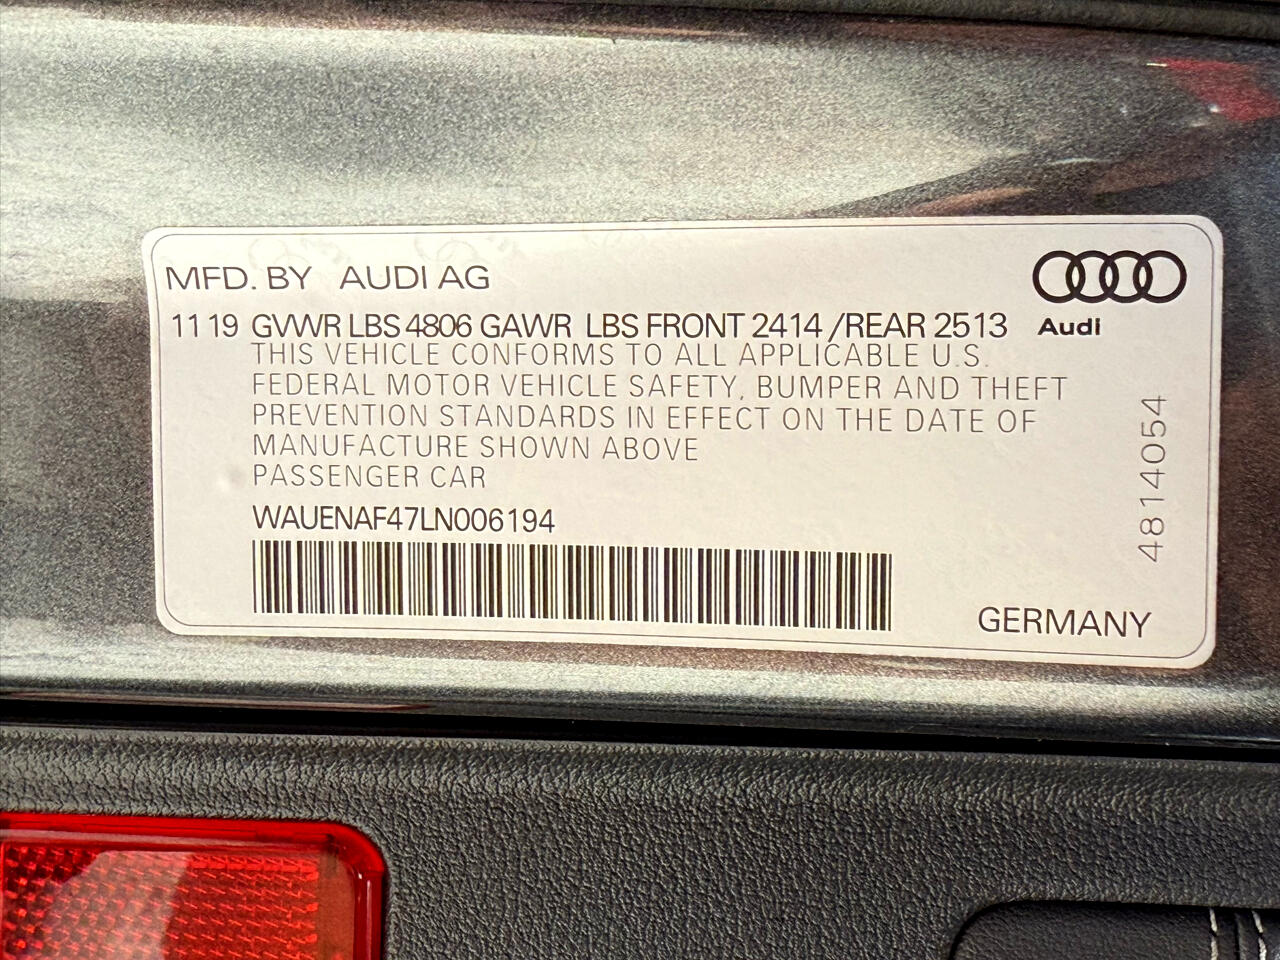 MFD. BY AUDI AG
11 19 GVWR LBS 4806 GAWR LBS FRONT 2414 /REAR 2513
Audi
THIS VEHICLE CONFORMS TO ALL APPLICABLE U.S.
FEDERAL MOTOR VEHICLE SAFETY, BUMPER AND THEFT
PREVENTION STANDARDS IN EFFECT ON THE DATE OF
MANUFACTURE SHOWN ABOVE
PASSENGER CAR
WAUENAF47LN006194
4814054
GERMANY